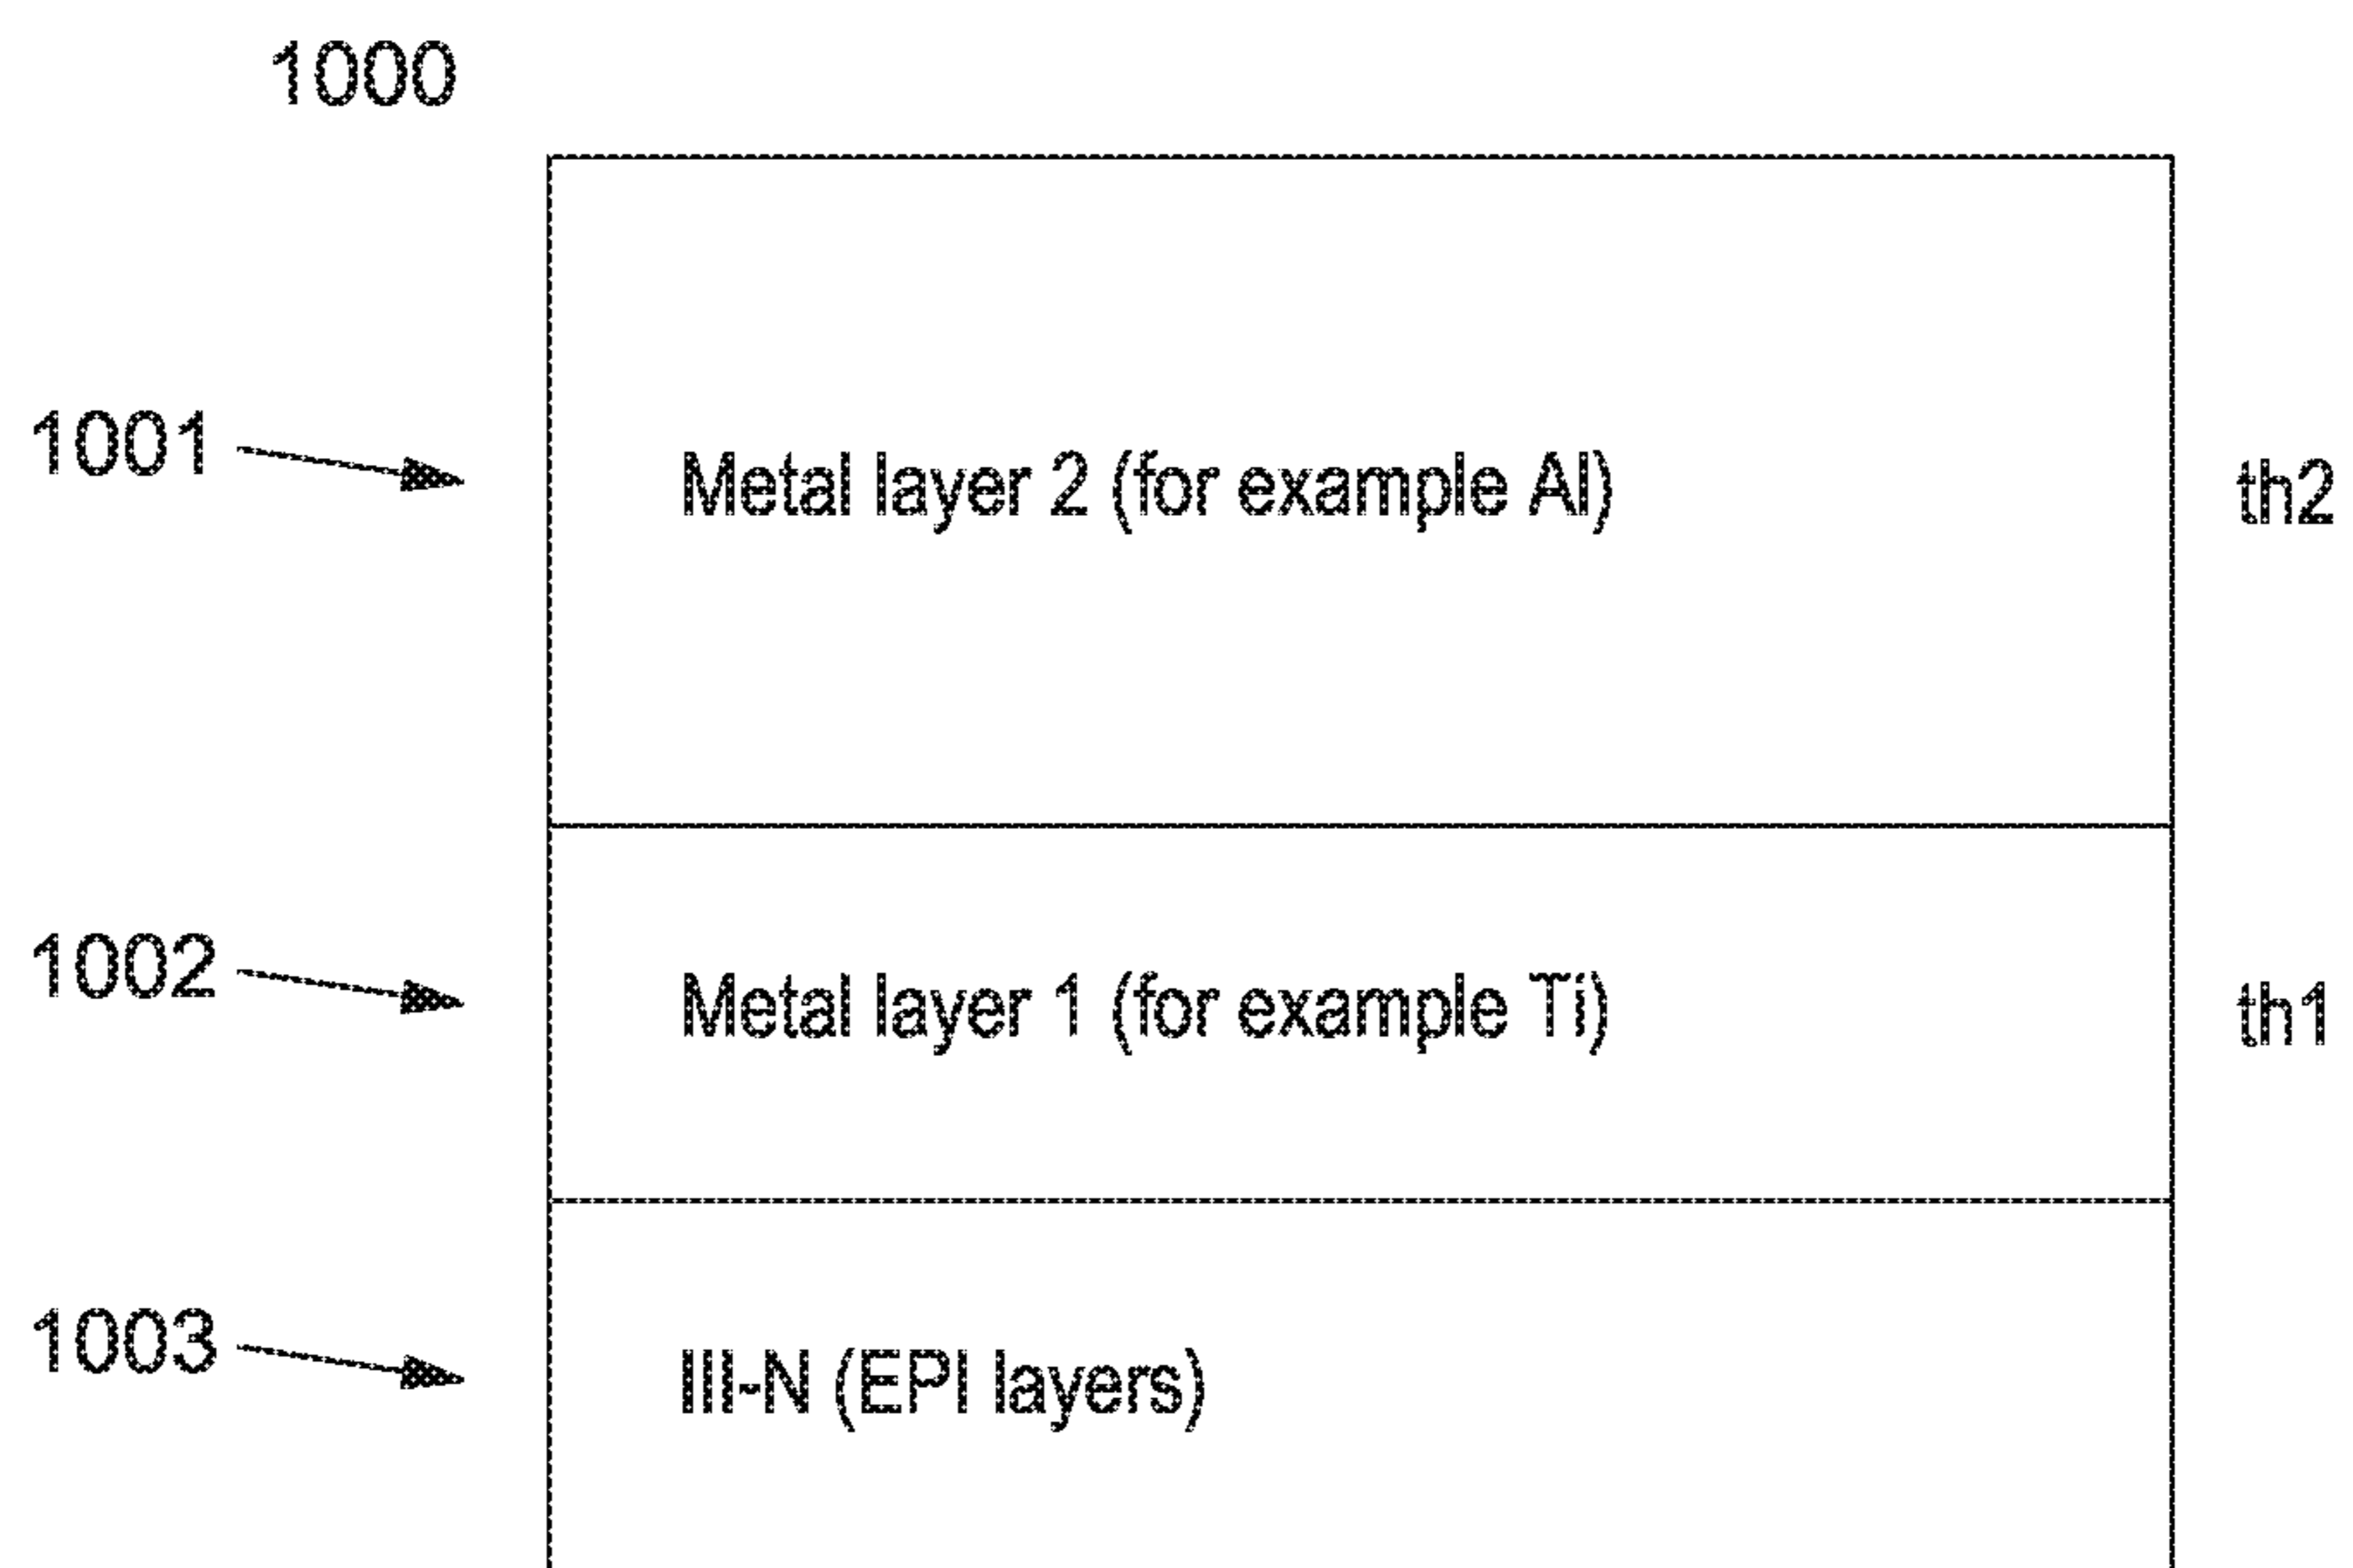 1000
1001
Metal layer 2 (for example Al)
th2
1002
Metal layer 1 (for example Ti)
th1
1003
III-N (EPI layers)